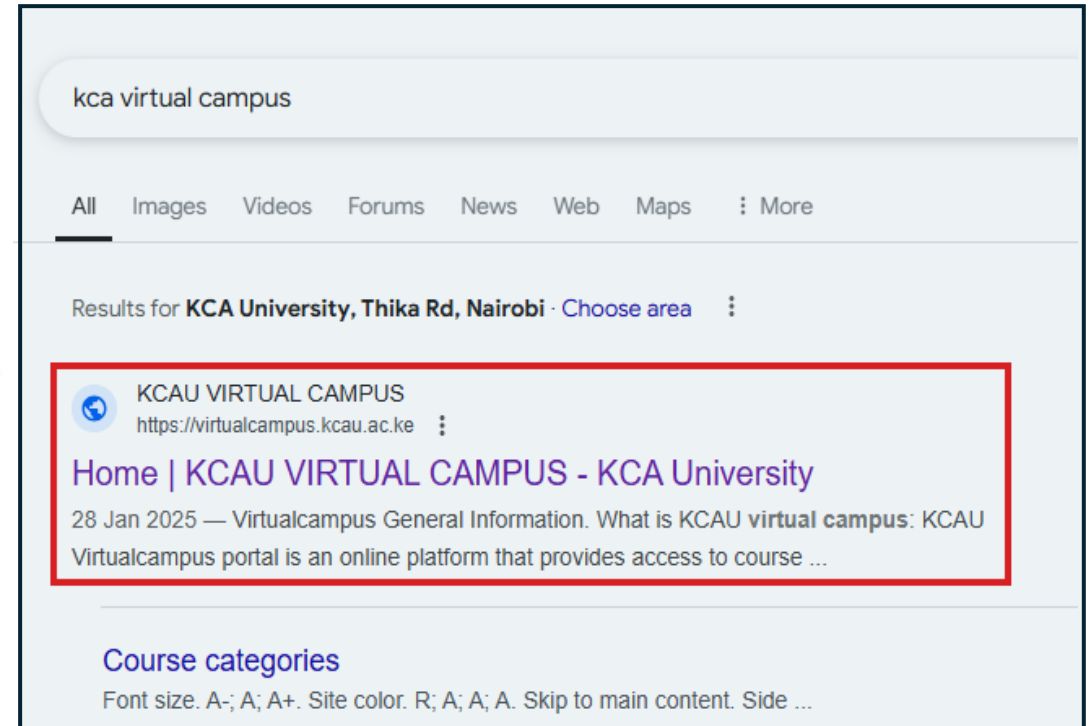 kca virtual campus
All Images Videos Forums News Web Maps ⋮ More
Results for KCA University, Thika Rd, Nairobi · Choose area ⋮
KCAU VIRTUAL CAMPUS
https://virtualcampus.kcau.ac.ke ⋮
Home | KCAU VIRTUAL CAMPUS - KCA University
28 Jan 2025 — Virtualcampus General Information. What is KCAU virtual campus: KCAU
Virtualcampus portal is an online platform that provides access to course ...
Course categories
Font size. A-; A; A+. Site color. R; A; A; A. Skip to main content. Side ...